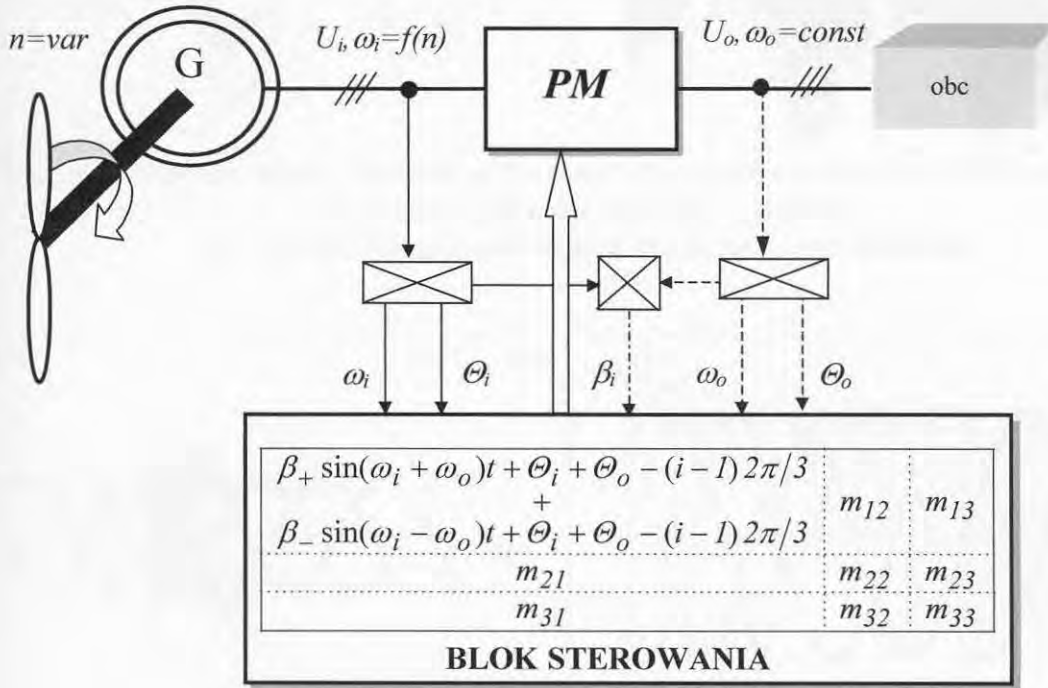 n=var
G
U_i, ω_i=f(n)
PM
U_o, ω_o=const
obc
ω_i
Θ_i
β_i
ω_o
Θ_o
β_+ sin(ω_i + ω_o)t + Θ_i + Θ_o − (i−1) 2π/3
+
β_− sin(ω_i − ω_o)t + Θ_i + Θ_o − (i−1) 2π/3
m_12
m_13
m_21
m_22
m_23
m_31
m_32
m_33
BLOK STEROWANIA